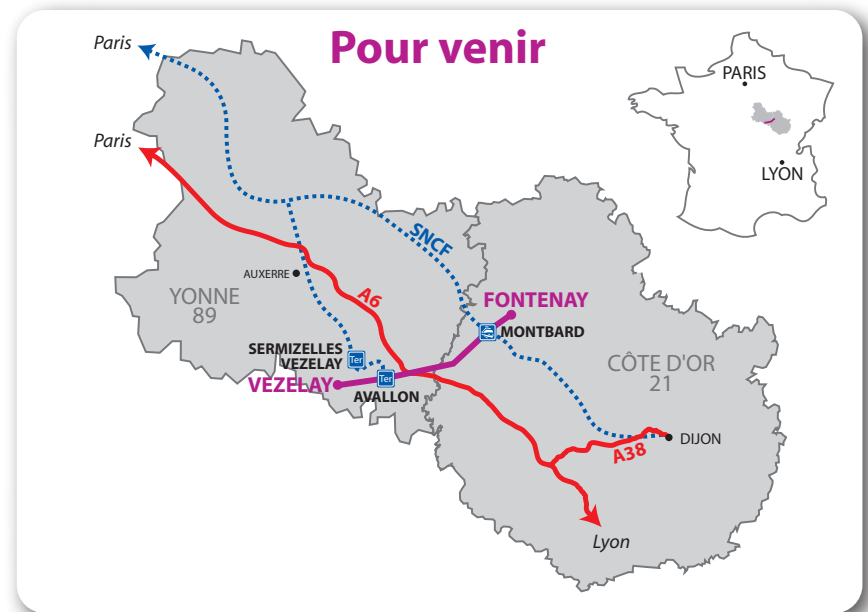 Pour venir
Paris
Paris
PARIS
LYON
SNCF
AUXERRE
YONNE
89
A6
FONTENAY
MONTBARD
SERMIZELLES
VEZELAY
Ter
VEZELAY
Ter
AVALLON
CÔTE D'OR
21
DIJON
A38
Lyon